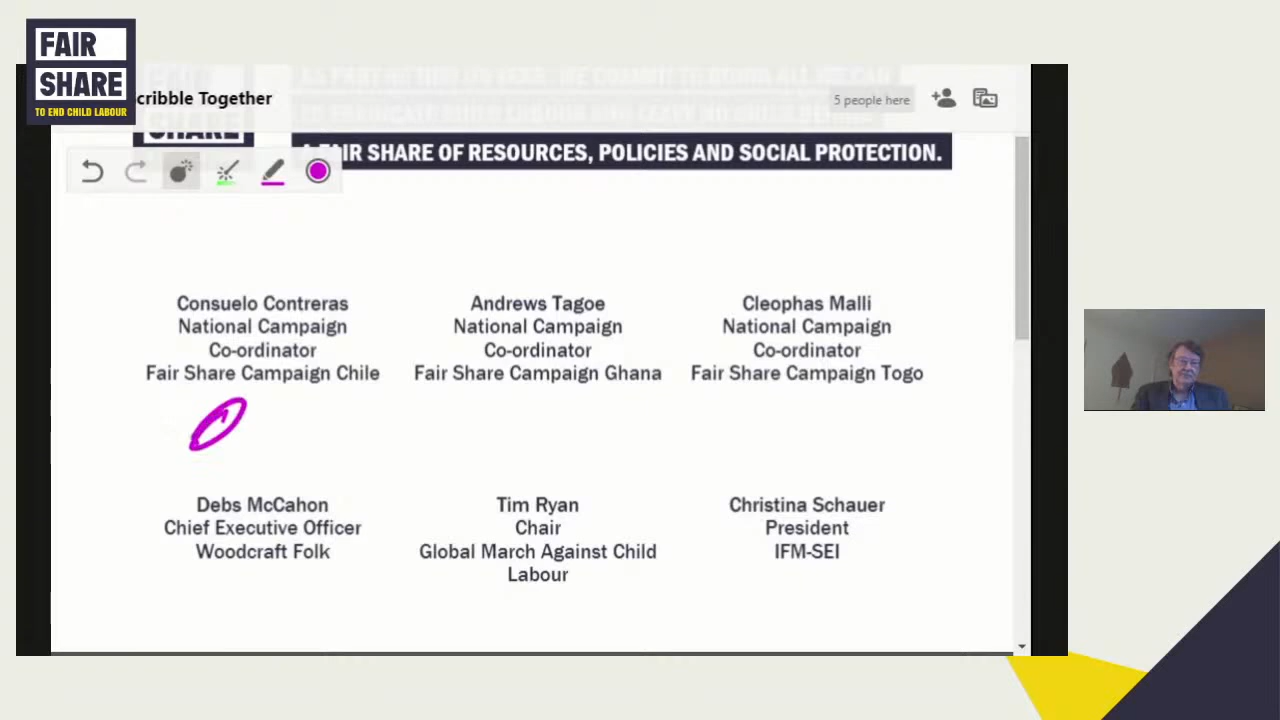 FAIR
SHARE
TO END CHILD LABOUR
cribble Together
5 people here
FAIR SHARE OF RESOURCES, POLICIES AND SOCIAL PROTECTION.
Consuelo Contreras
National Campaign
Co-ordinator
Fair Share Campaign Chile
Andrews Tagoe
National Campaign
Co-ordinator
Fair Share Campaign Ghana
Cleophas Malli
National Campaign
Co-ordinator
Fair Share Campaign Togo
Debs McCahon
Chief Executive Officer
Woodcraft Folk
Tim Ryan
Chair
Global March Against Child
Labour
Christina Schauer
President
IFM-SEI